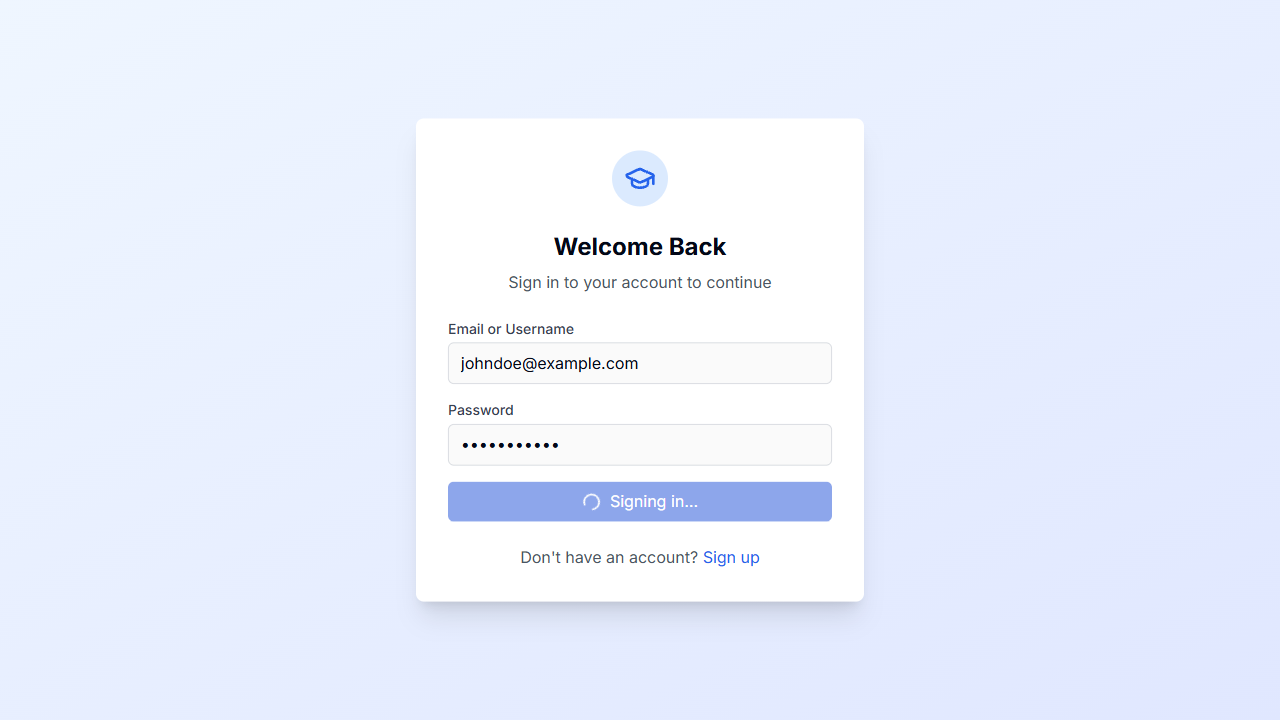 Welcome Back
Sign in to your account to continue
Email or Username
johndoe@example.com
Password
•••••••••••
Signing in...
Don't have an account? Sign up